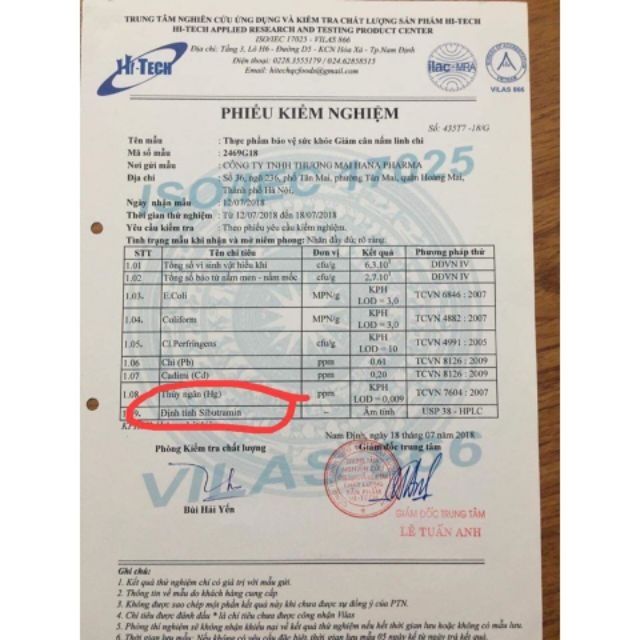 TRUNG TÂM NGHIÊN CỨU ỨNG DỤNG VÀ KIỂM TRA CHẤT LƯỢNG SẢN PHẨM HI-TECH
HI-TECH APPLIED RESEARCH AND TESTING PRODUCT CENTER
ISO/IEC 17025 - VILAS 866
Địa chỉ: Tầng 3, Lô H6 - Đường D5 - KCN Hòa Xá - Tp.Nam Định
Điện thoại: 0228.3555179 / 024.62858515
Email: hitechqcfoods@gmail.com
HI-TECH
ilac-MRA
VILAS 866
PHIẾU KIỂM NGHIỆM
Số: 435T7 -18/G
Tên mẫu : Thực phẩm bảo vệ sức khỏe Giảm cân nấm linh chi
Mã số mẫu : 2469G18
Nơi gửi mẫu : CÔNG TY TNHH THƯƠNG MẠI HANA PHARMA
Địa chỉ : Số 36, ngõ 236, phố Tân Mai, phường Tân Mai, quận Hoàng Mai,
Thành phố Hà Nội.
Ngày nhận mẫu : 12/07/2018
Thời gian thử nghiệm : Từ 12/07/2018 đến 18/07/2018
Yêu cầu kiểm nghiệm : Theo phiếu yêu cầu kiểm nghiệm.
Tình trạng mẫu khi nhận và mở niêm phong: Nhãn đầy đủ, rõ ràng.
STT Tên chỉ tiêu Đơn vị Kết quả Phương pháp thử
1.01 Tổng số vi sinh vật hiếu khí cfu/g DĐVN IV
1.02 Tổng số bào tử nấm men - nấm mốc cfu/g DĐVN IV
1.03. E.Coli MPN/g KPH LOD = 3,0 TCVN 6846 : 2007
1.04. Coliform MPN/g KPH LOD = 3,0 TCVN 4882 : 2007
1.05. Cl.Perfringens cfu/g KPH LOD = 10 TCVN 4991 : 2005
1.06 Chì (Pb) ppm 0,61 TCVN 8126 : 2009
1.07 Cadimi (Cd) ppm 0,20 TCVN 8126 : 2009
1.08. Thủy ngân (Hg) ppm KPH LOD = 0,009 TCVN 7604 : 2007
Định tính Sibutramin - Âm tính USP 38 - HPLC
Nam Định, ngày 18 tháng 07 năm 2018
Phòng Kiểm tra chất lượng Giám đốc trung tâm
Bùi Hải Yến
GIÁM ĐỐC TRUNG TÂM
LÊ TUẤN ANH
ISO/IEC 17025
VILAS 866
Ghi chú:
1. Kết quả thử nghiệm chỉ có giá trị với mẫu gửi.
2. Thông tin về mẫu do khách hàng cung cấp
3. Không được sao chép một phần kết quả này khi chưa được sự đồng ý của PTN.
4. Chỉ tiêu được đánh dấu * là chỉ tiêu chưa được công nhận Vilas
5. Phòng thí nghiệm sẽ không nhận khiếu nại về kết quả thử nghiệm nếu hết thời gian lưu hoặc không có mẫu lưu.